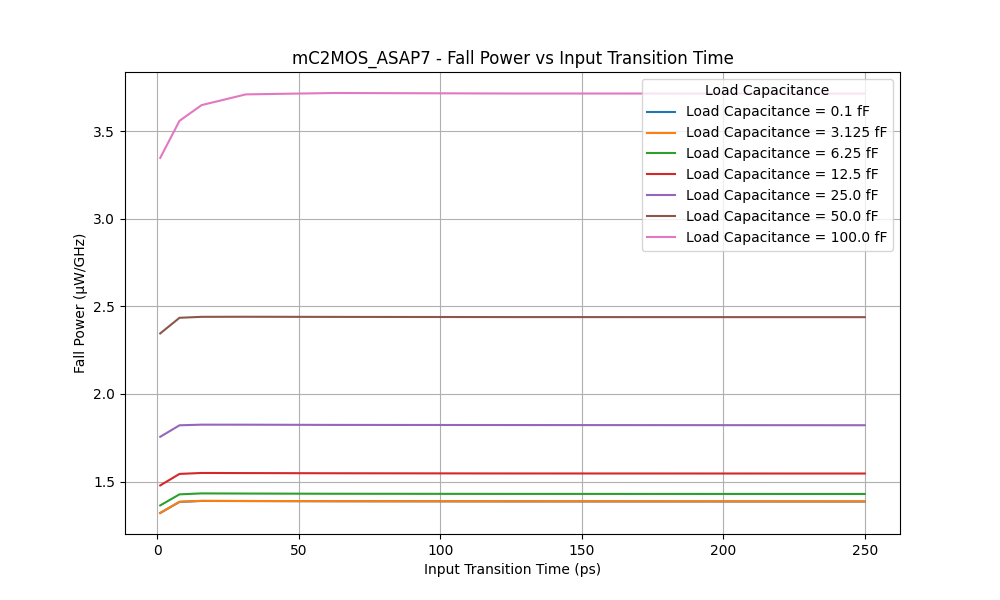 mC2MOS_ASAP7 - Fall Power vs Input Transition Time
Load Capacitance
Load Capacitance = 0.1 fF
Load Capacitance = 3.125 fF
Load Capacitance = 6.25 fF
Load Capacitance = 12.5 fF
Load Capacitance = 25.0 fF
Load Capacitance = 50.0 fF
Load Capacitance = 100.0 fF
Fall Power (μW/GHz)
3.5
3.0
2.5
2.0
1.5
0
50
100
150
200
250
Input Transition Time (ps)